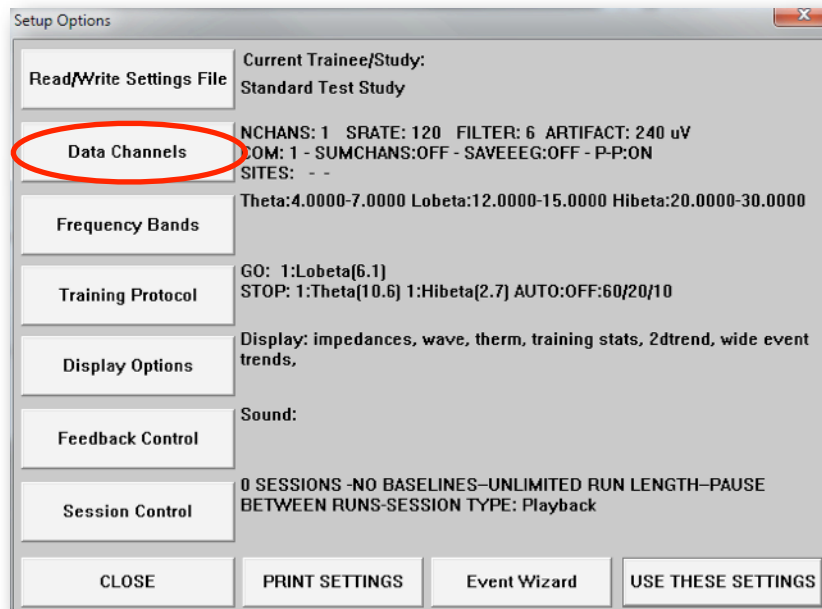 Setup Options
x
Read/Write Settings File
Current Trainee/Study:
Standard Test Study
Data Channels
NCHANS: 1 SRATE: 120 FILTER: 6 ARTIFACT: 240 uV
COM: 1 - SUMCHANS:OFF - SAVEEEG:OFF - P-P:ON
SITES: - -
Frequency Bands
Theta:4.0000-7.0000 Lobeta:12.0000-15.0000 Hibeta:20.0000-30.0000
Training Protocol
GO: 1:Lobeta(6.1)
STOP: 1:Theta(10.6) 1:Hibeta(2.7) AUTO:OFF:60/20/10
Display Options
Display: impedances, wave, therm, training stats, 2dtrend, wide event
trends,
Feedback Control
Sound:
Session Control
0 SESSIONS -NO BASELINES--UNLIMITED RUN LENGTH--PAUSE
BETWEEN RUNS-SESSION TYPE: Playback
CLOSE
PRINT SETTINGS
Event Wizard
USE THESE SETTINGS